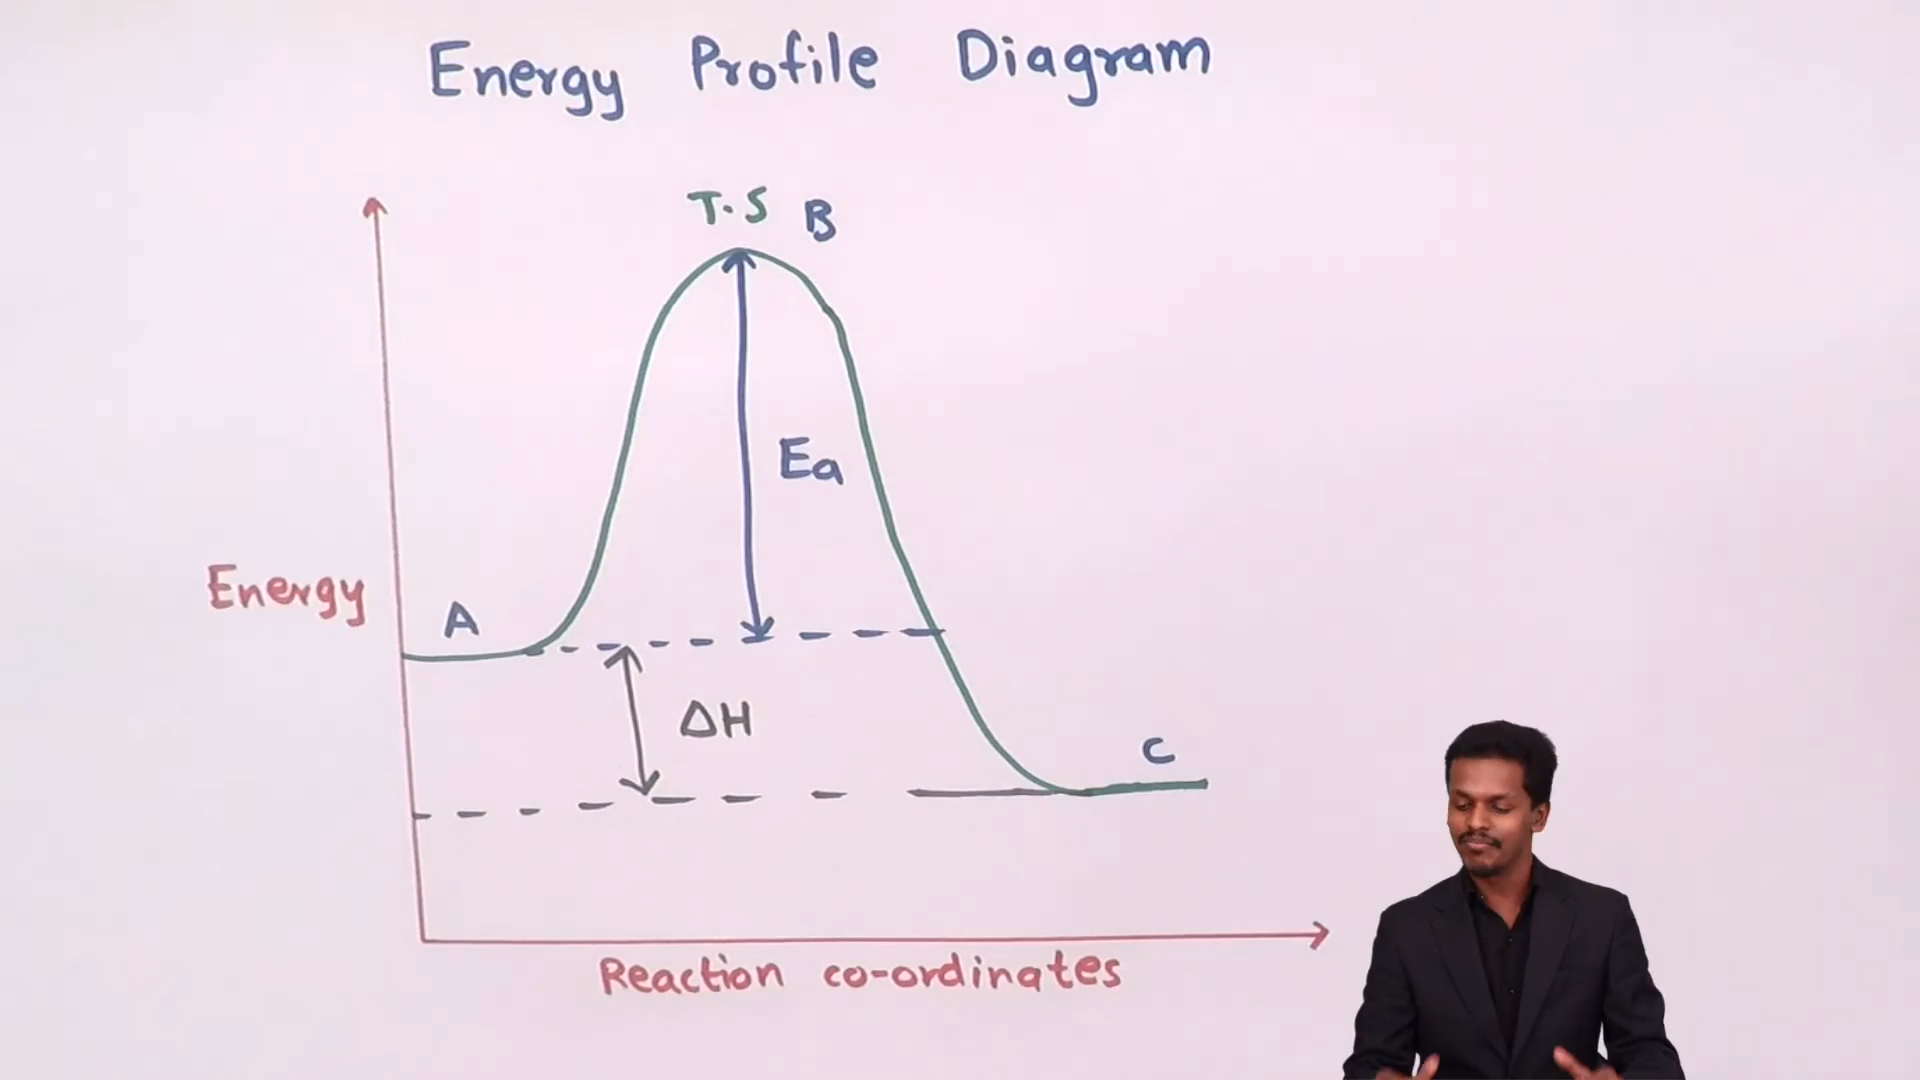 Energy Profile Diagram
T.S B
Ea
Energy
A
ΔH
C
Reaction co-ordinates